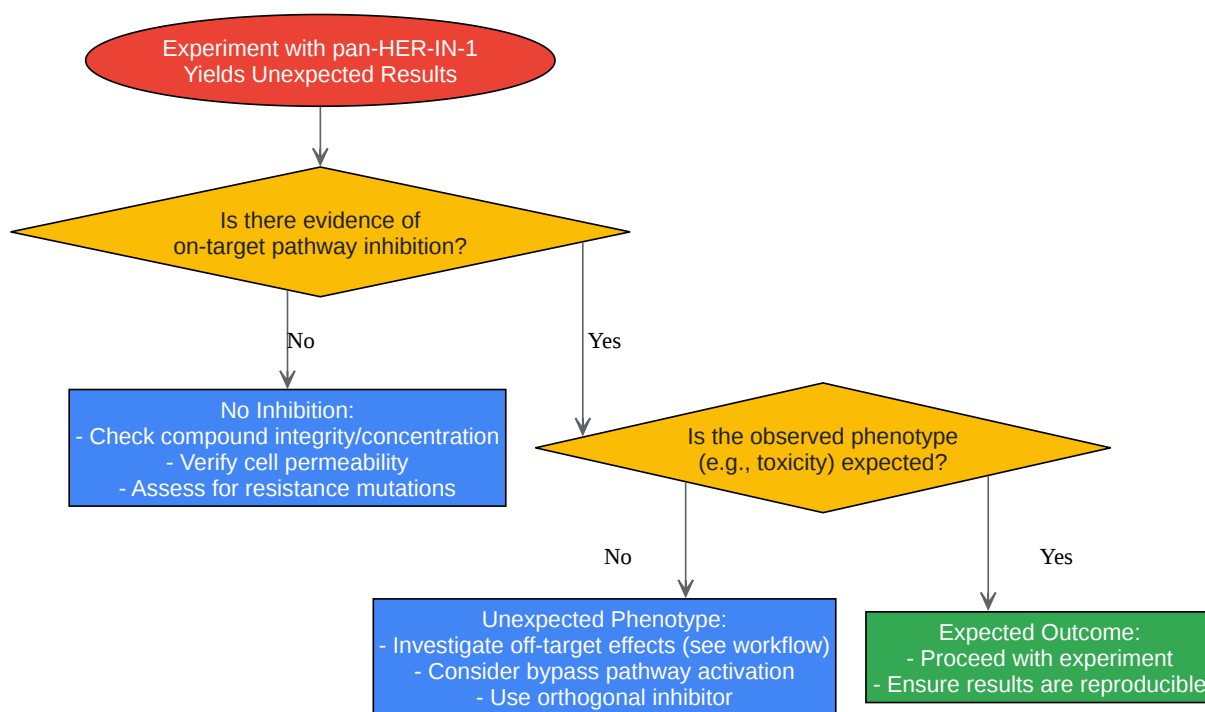 Experiment with pan-HER-IN-1
Yields Unexpected Results
Is there evidence of
on-target pathway inhibition?
No
Yes
No Inhibition:
- Check compound integrity/concentration
- Verify cell permeability
- Assess for resistance mutations
Is the observed phenotype
(e.g., toxicity) expected?
No
Yes
Unexpected Phenotype:
- Investigate off-target effects (see workflow)
- Consider bypass pathway activation
- Use orthogonal inhibitor
Expected Outcome:
- Proceed with experiment
- Ensure results are reproducible